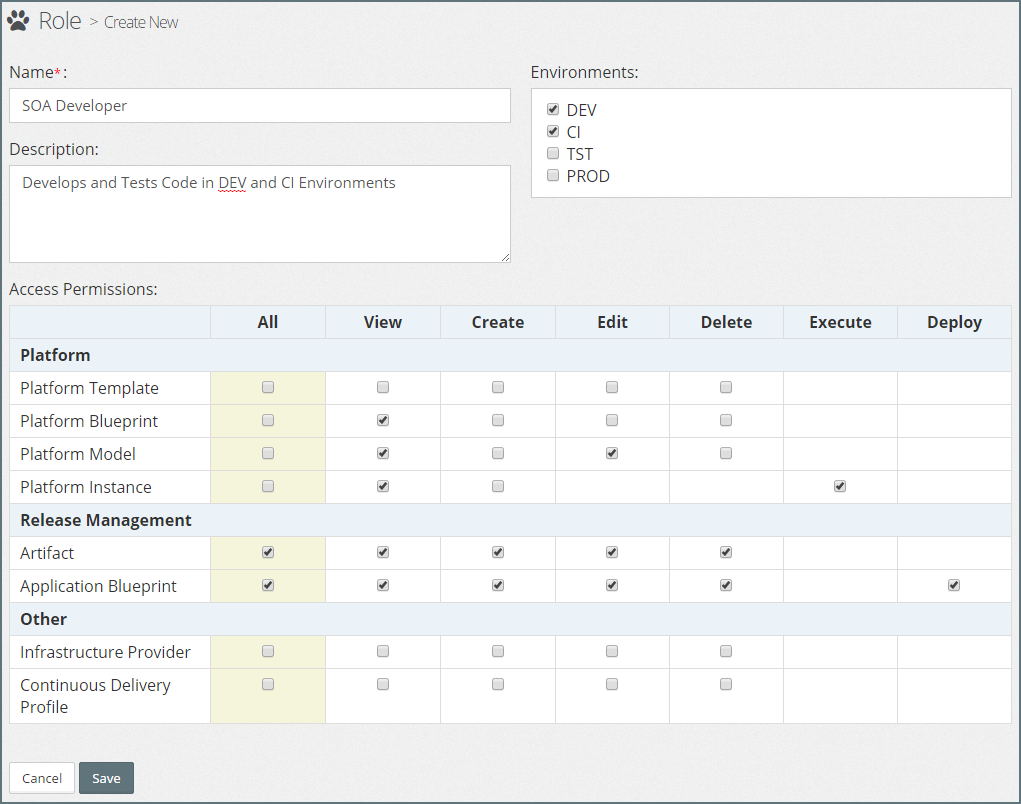 Role > Create New
Name*:
SOA Developer
Description:
Develops and Tests Code in DEV and CI Environments
Environments:
DEV
CI
TST
PROD
Access Permissions:
All View Create Edit Delete Execute Deploy
Platform
Platform Template
Platform Blueprint
Platform Model
Platform Instance
Release Management
Artifact
Application Blueprint
Other
Infrastructure Provider
Continuous Delivery
Profile
Cancel Save